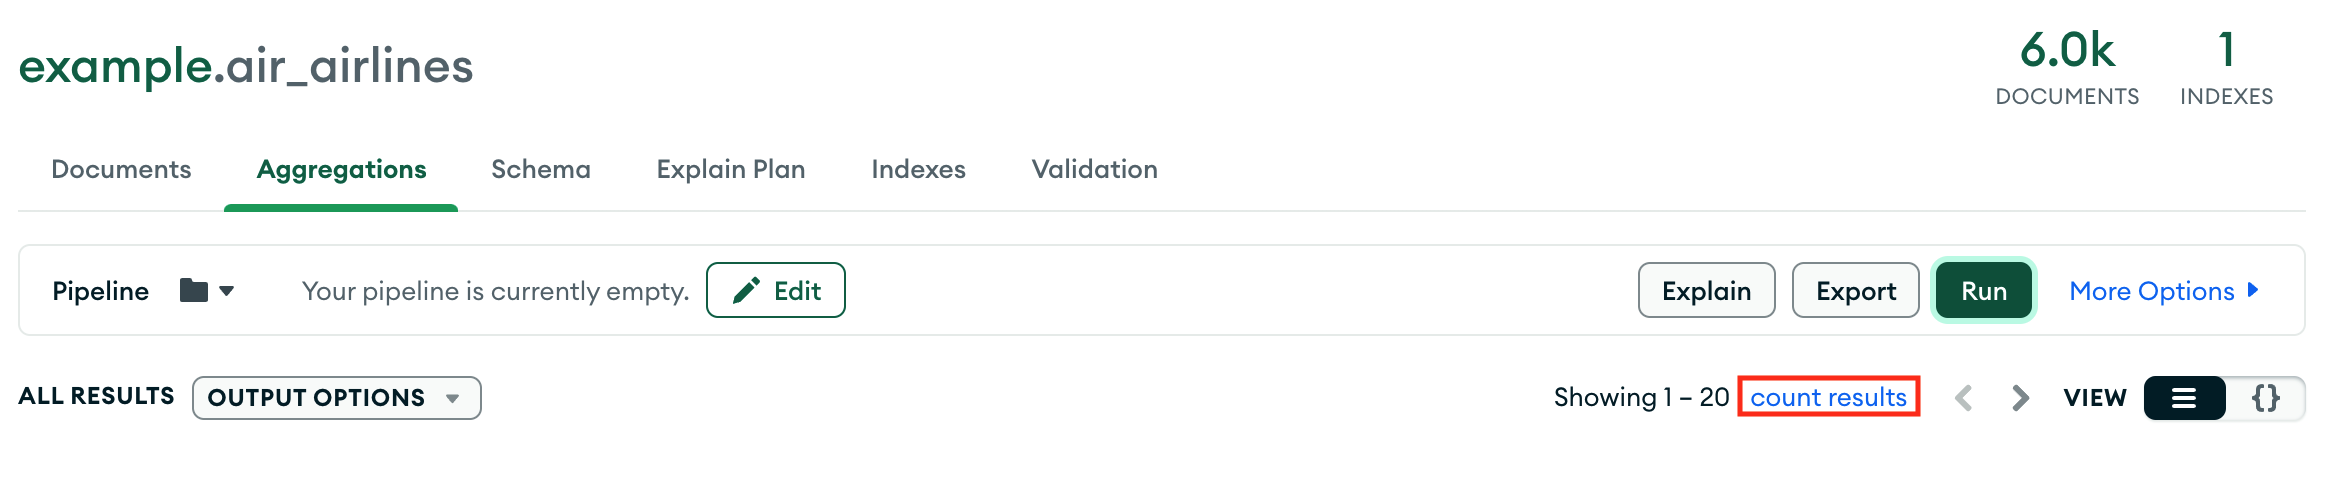 example.air_airlines
6.0k 1
DOCUMENTS INDEXES
Documents Aggregations Schema Explain Plan Indexes Validation
Pipeline Your pipeline is currently empty. Edit Explain Export Run More Options
ALL RESULTS OUTPUT OPTIONS Showing 1 – 20 count results VIEW {}